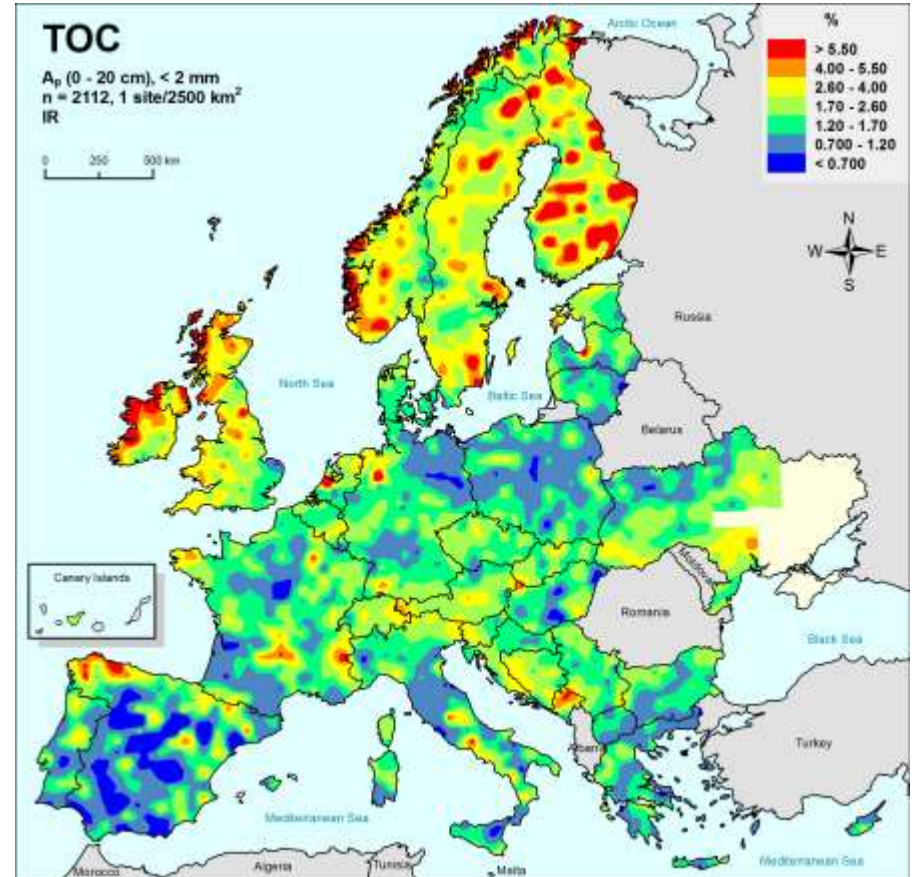 TOC
Aₚ (0 - 20 cm), < 2 mm
n = 2112, 1 site/2500 km²
IR
0 250 500 km
%
> 5.50
4.00 - 5.50
2.60 - 4.00
1.70 - 2.60
1.20 - 1.70
0.700 - 1.20
< 0.700
Arctic Ocean
N
W E
S
Russia
North Sea
Baltic Sea
Belarus
Canary Islands
Moldova
Romania
Black Sea
Albania
Turkey
Mediterranean Sea
Mediterranean Sea
Morocco
Algeria
Tunisia
Malta